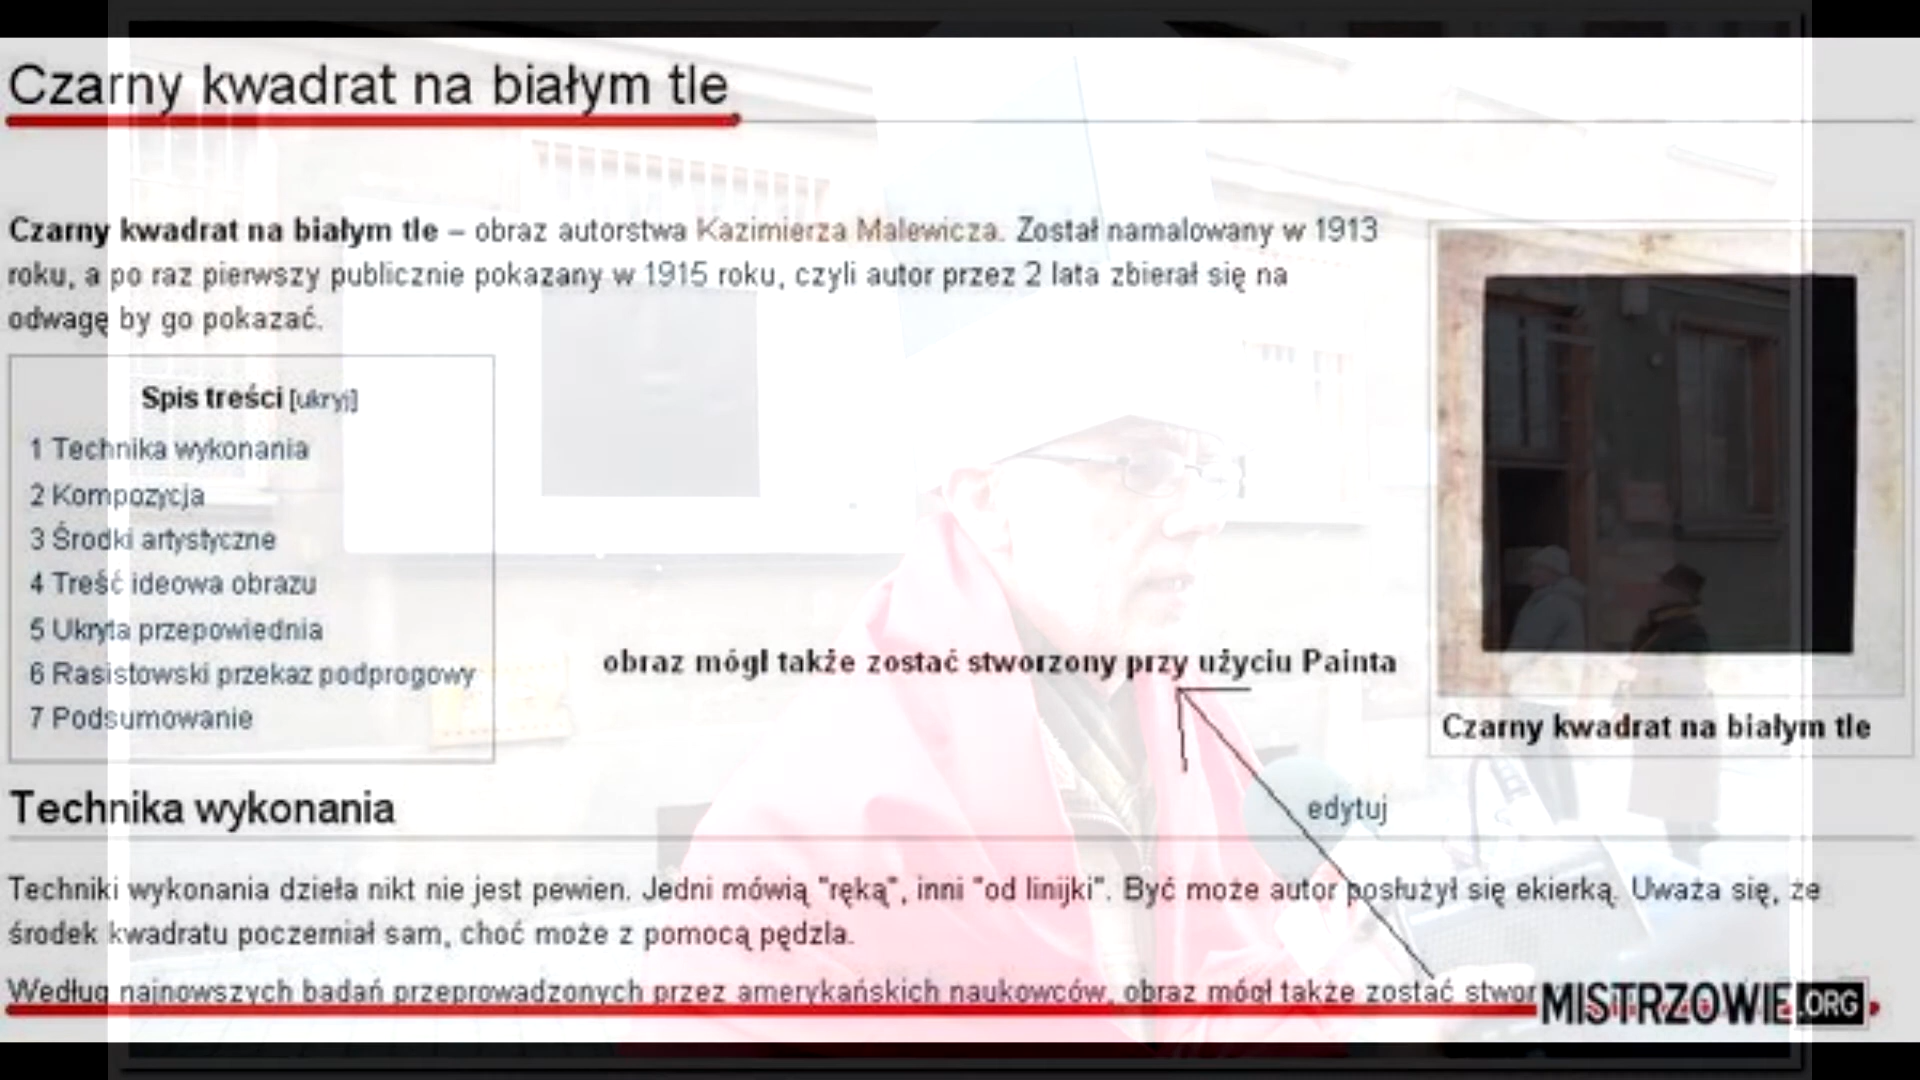 Czarny kwadrat na białym tle
Czarny kwadrat na białym tle – obraz autorstwa Kazimierza Malewicza. Został namalowany w 1913
roku, a po raz pierwszy publicznie pokazany w 1915 roku, czyli autor przez 2 lata zbierał się na
odwagę by go pokazać.
Spis treści [ukryj]
1 Technika wykonania
2 Kompozycja
3 Środki artystyczne
4 Treść ideowa obrazu
5 Ukryta przepowiednia
6 Rasistowski przekaz podprogowy
7 Podsumowanie
obraz mógł także zostać stworzony przy użyciu Painta
Czarny kwadrat na białym tle
Technika wykonania
edytuj
Techniki wykonania dzieła nikt nie jest pewien. Jedni mówią "ręką", inni "od linijki". Być może autor posłużył się ekierką. Uważa się, że
środek kwadratu poczerniał sam, choć może z pomocą pędzla.
Według najnowszych badań przeprowadzonych przez amerykańskich naukowców, obraz mógł także zostać stwor
MISTRZOWIE.ORG